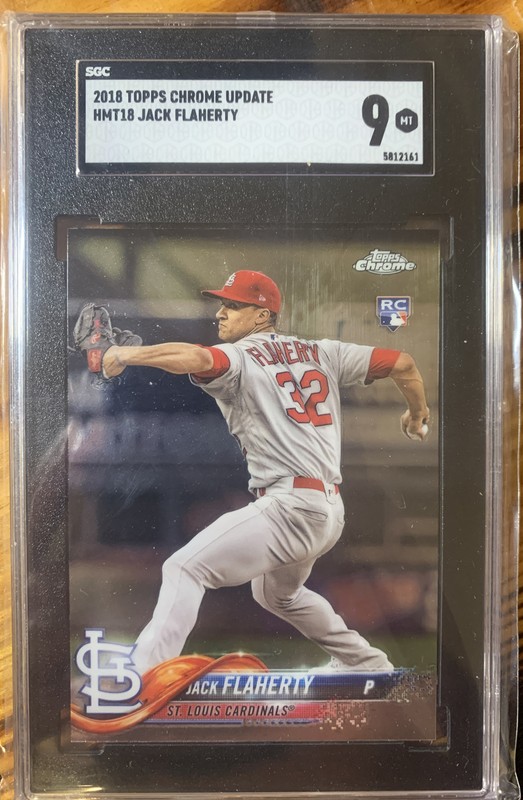 SGC
2018 TOPPS CHROME UPDATE
HMT18 JACK FLAHERTY
9 MT
5812161
Topps
Chrome
RC
FLAHERTY
32
STL
JACK FLAHERTY P
ST. LOUIS CARDINALS®